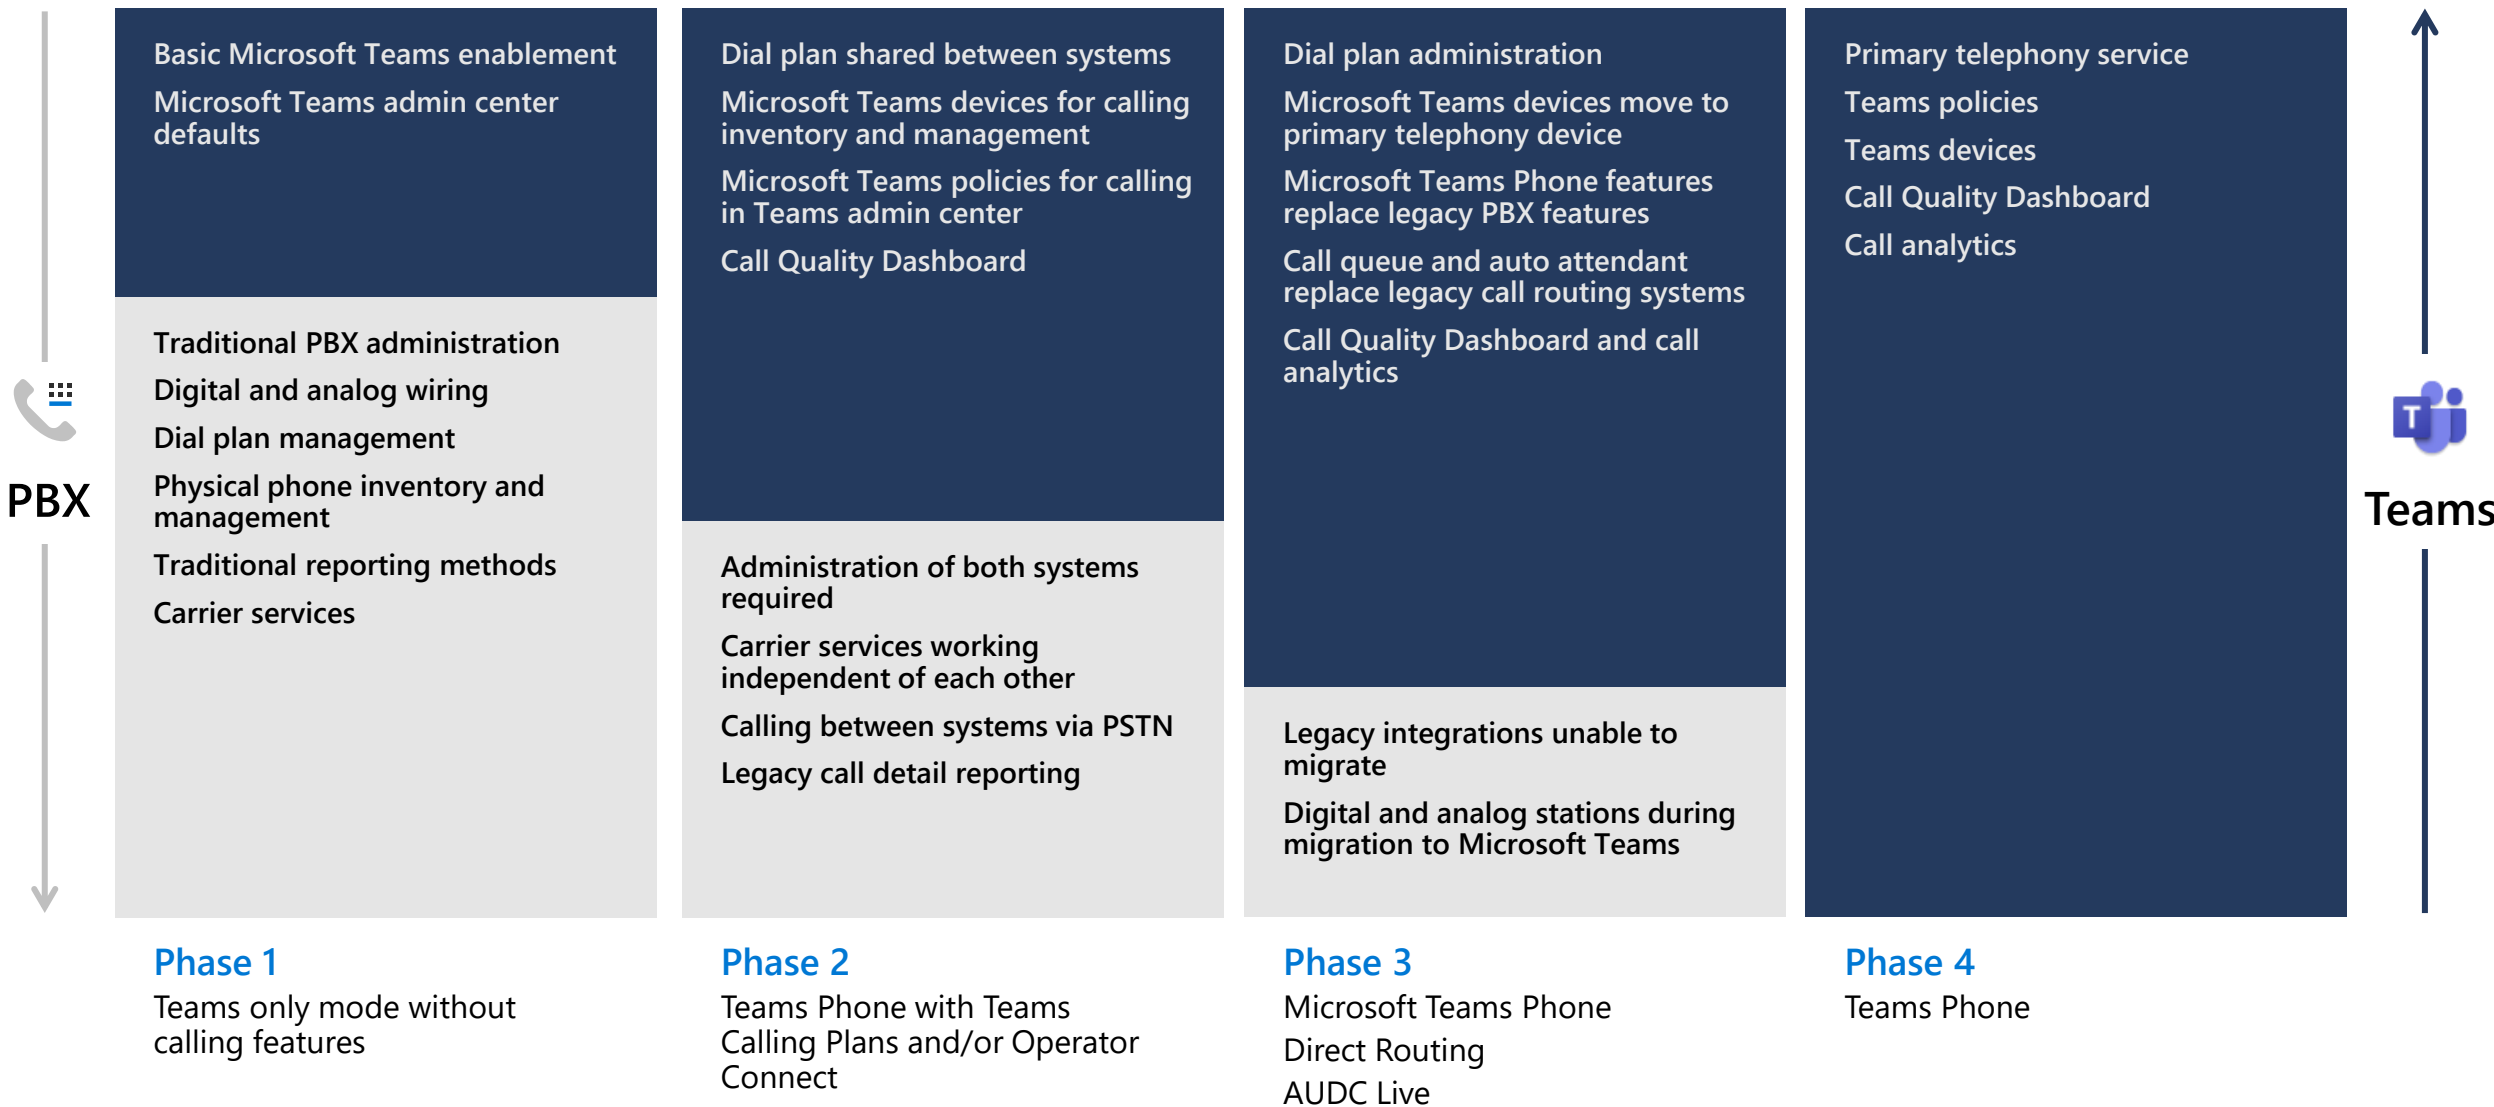 PBX
Basic Microsoft Teams enablement
Microsoft Teams admin center
defaults
Traditional PBX administration
Digital and analog wiring
Dial plan management
Physical phone inventory and
management
Traditional reporting methods
Carrier services
Phase 1
Teams only mode without
calling features
Dial plan shared between systems
Microsoft Teams devices for calling
inventory and management
Microsoft Teams policies for calling
in Teams admin center
Call Quality Dashboard
Administration of both systems
required
Carrier services working
independent of each other
Calling between systems via PSTN
Legacy call detail reporting
Phase 2
Teams Phone with Teams
Calling Plans and/or Operator
Connect
Dial plan administration
Microsoft Teams devices move to
primary telephony device
Microsoft Teams Phone features
replace legacy PBX features
Call queue and auto attendant
replace legacy call routing systems
Call Quality Dashboard and call
analytics
Legacy integrations unable to
migrate
Digital and analog stations during
migration to Microsoft Teams
Phase 3
Microsoft Teams Phone
Direct Routing
AUDC Live
Primary telephony service
Teams policies
Teams devices
Call Quality Dashboard
Call analytics
Phase 4
Teams Phone
T
Teams